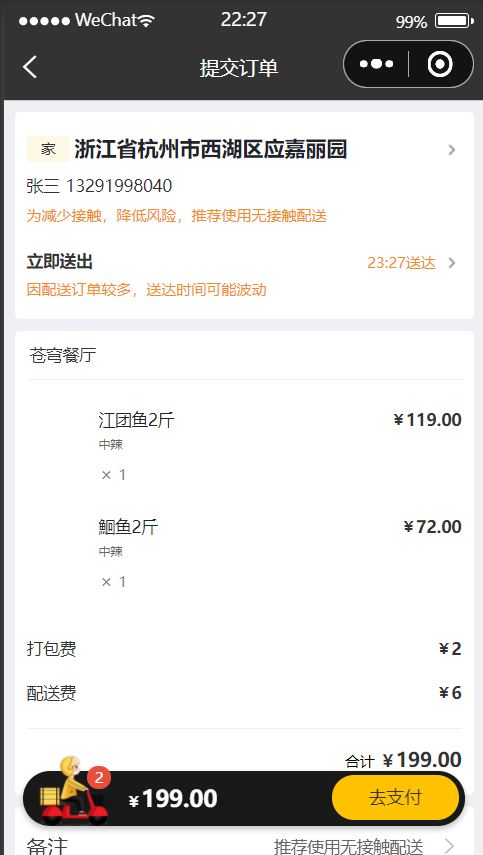 WeChat 22:27 99%
提交订单
家 浙江省杭州市西湖区应嘉丽园
张三 13291998040
为减少接触，降低风险，推荐使用无接触配送
立即送出 23:27送达
因配送订单较多，送达时间可能波动
苍穹餐厅
江团鱼2斤 ￥119.00
中辣
× 1
鮰鱼2斤 ￥72.00
中辣
× 1
打包费 ￥2
配送费 ￥6
合计 ￥199.00
2 ￥199.00 去支付
备注 推荐使用无接触配送